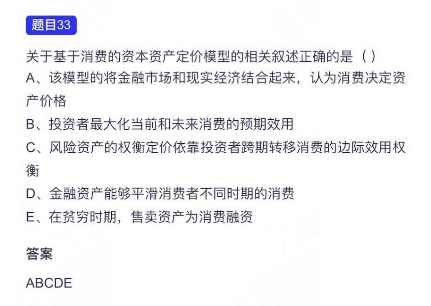 题目33
关于基于消费的资本资产定价模型的相关叙述正确的是（ ）
A、该模型的将金融市场和现实经济结合起来，认为消费决定资
产价格
B、投资者最大化当前和未来消费的预期效用
C、风险资产的权衡定价依靠投资者跨期转移消费的边际效用权
衡
D、金融资产能够平滑消费者不同时期的消费
E、在贫穷时期，售卖资产为消费融资
答案
ABCDE